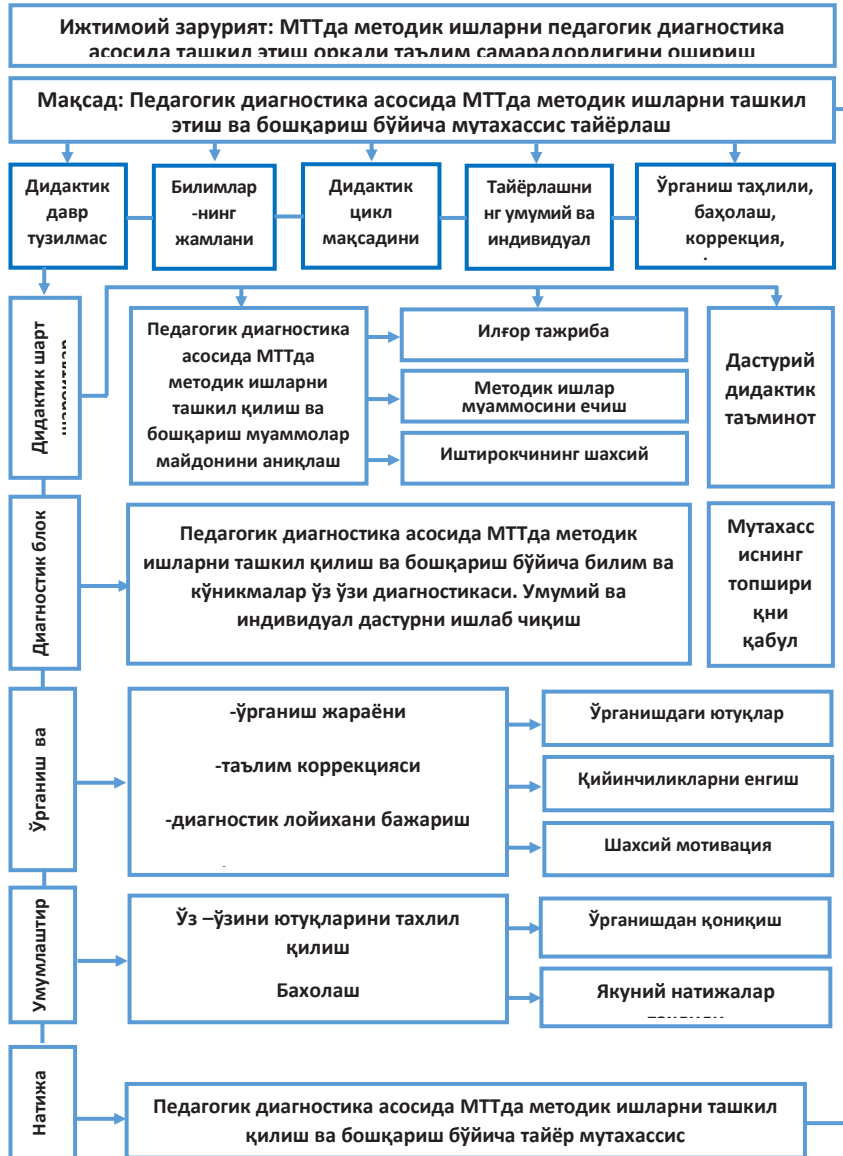 Ижтимоий зарурият: МТТда методик ишларни педагогик диагностика
асосида ташкил этиш орқали таълим самарадорлигини ошириш
Мақсад: Педагогик диагностика асосида МТТда методик ишларни ташкил
этиш ва бошқариш бўйича мутахассис тайёрлаш
Дидактик
давр
тузилмас
Билимлар
-нинг
жамлани
Дидактик
цикл
мақсадини
Тайёрлашни
нг умумий ва
индивидуал
Ўрганиш таҳлили,
баҳолаш,
коррекция,
Дидактик шарт
Педагогик диагностика
асосида МТТда
методик ишларни
ташкил қилиш ва
бошқариш муаммолар
майдонини аниқлаш
Илғор тажриба
Методик ишлар
муаммосини ечиш
Иштирокчининг шахсий
Дастурий
дидактик
таъминот
Диагностик блок
Педагогик диагностика асосида МТТда методик
ишларни ташкил қилиш ва бошқариш бўйича билим ва
кўникмалар ўз ўзи диагностикаси. Умумий ва
индивидуал дастурни ишлаб чиқиш
Мутахасс
иснинг
топшири
қни
қабул
Ўрганиш ва
-ўрганиш жараёни
-таълим коррекцияси
-диагностик лойихани бажариш
Ўрганишдаги ютуқлар
Қийинчиликларни енгиш
Шахсий мотивация
Умумлаштир
Ўз –ўзини ютуқларини тахлил
қилиш
Бахолаш
Ўрганишдан қониқиш
Якуний натижалар
Натижа
Педагогик диагностика асосида МТТда методик ишларни ташкил
қилиш ва бошқариш бўйича тайёр мутахассис